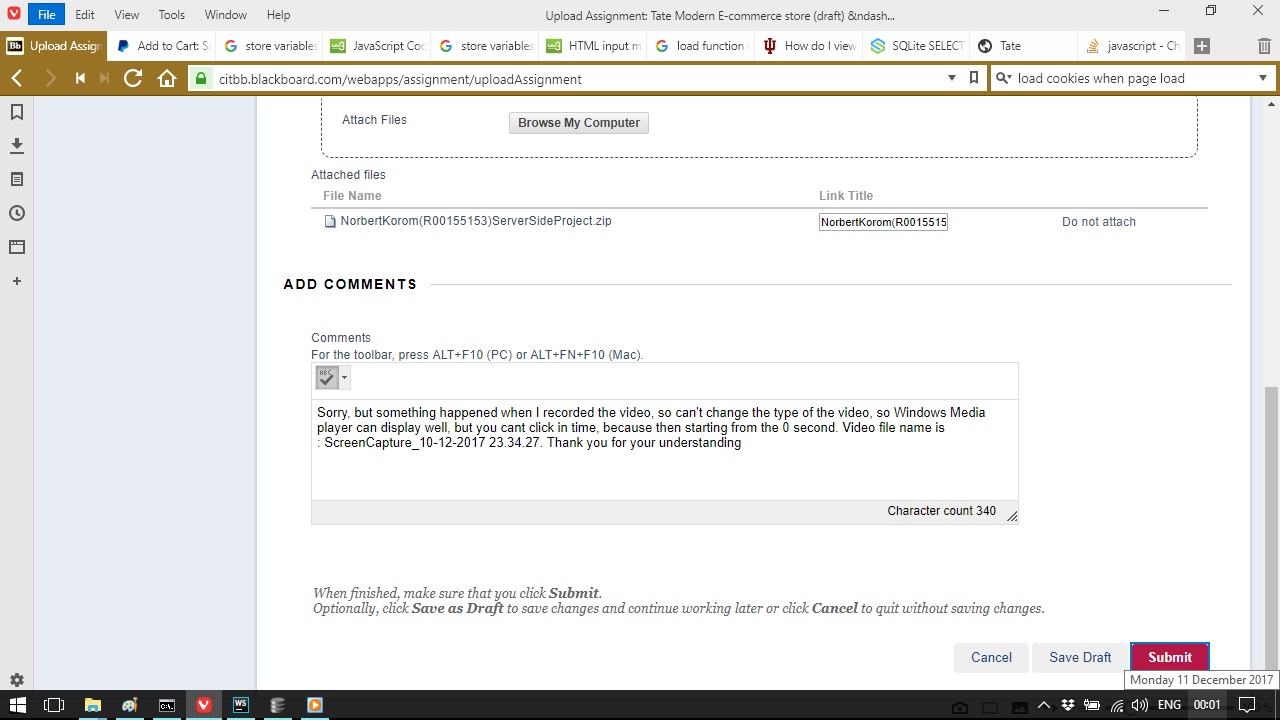 File Edit View Tools Window Help Upload Assignment: Tate Modern E-commerce store (draft) &ndash...
Bb Upload Assign Add to Cart: S store variables JavaScript Coc store variables HTML input m load function How do I view SQLite SELECT Tate javascript - Ch
citbb.blackboard.com/webapps/assignment/uploadAssignment load cookies when page load
Attach Files Browse My Computer
Attached files
File Name Link Title
NorbertKorom(R00155153)ServerSideProject.zip NorbertKorom(R0015515 Do not attach
ADD COMMENTS
Comments
For the toolbar, press ALT+F10 (PC) or ALT+FN+F10 (Mac).
ABC
Sorry, but something happened when I recorded the video, so can't change the type of the video, so Windows Media
player can display well, but you cant click in time, because then starting from the 0 second. Video file name is
: ScreenCapture_10-12-2017 23.34.27. Thank you for your understanding
Character count 340
When finished, make sure that you click Submit.
Optionally, click Save as Draft to save changes and continue working later or click Cancel to quit without saving changes.
Cancel Save Draft Submit
Monday 11 December 2017
WS ENG 00:01